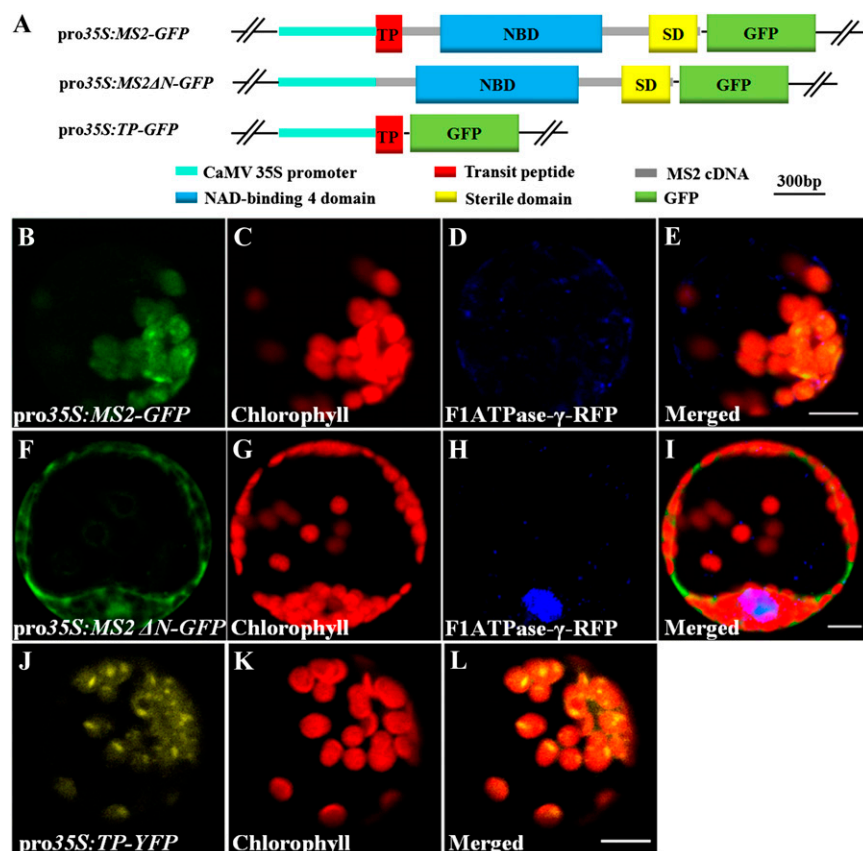 A
pro35S:MS2-GFP
TP
NBD
SD
GFP
pro35S:MS2ΔN-GFP
NBD
SD
GFP
pro35S:TP-GFP
TP
GFP
CaMV 35S promoter
Transit peptide
MS2 cDNA
NAD-binding 4 domain
Sterile domain
GFP
300bp
B
pro35S:MS2-GFP
C
Chlorophyll
D
F1ATPase-γ-RFP
E
Merged
F
pro35S:MS2 ΔN-GFP
G
Chlorophyll
H
F1ATPase-γ-RFP
I
Merged
J
pro35S:TP-YFP
K
Chlorophyll
L
Merged